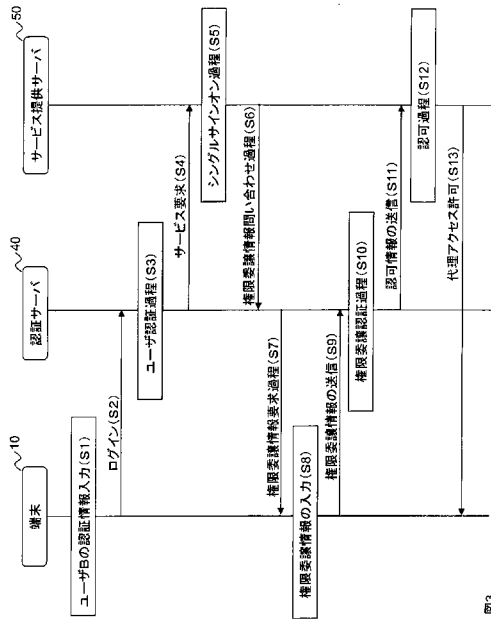 10
端末
40
認証サーバ
50
サービス提供サーバ
ユーザBの認証情報入力(S1)
ログイン(S2)
ユーザ認証過程(S3)
サービス要求(S4)
シングルサインオン過程(S5)
権限委譲情報問い合わせ過程(S6)
権限委譲情報要求過程(S7)
権限委譲情報の入力(S8)
権限委譲情報の送信(S9)
権限委譲認証過程(S10)
認可情報の送信(S11)
認可過程(S12)
代理アクセス許可(S13)
図3